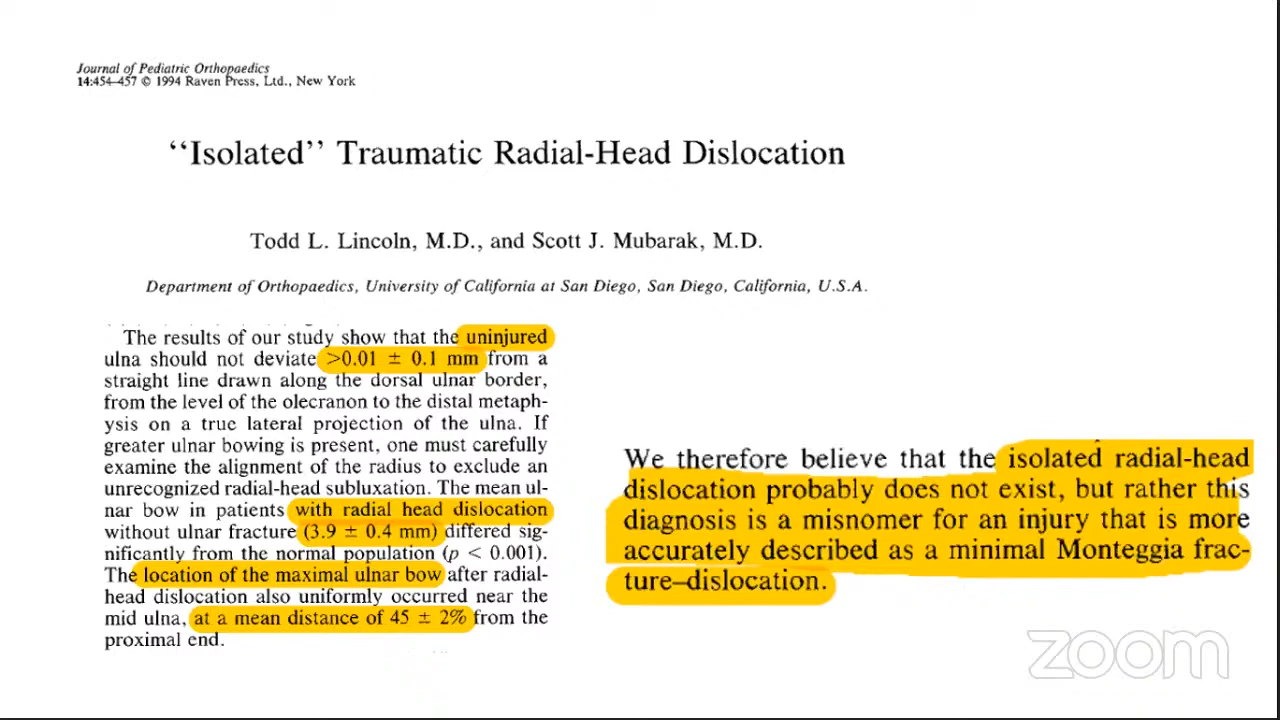 Journal of Pediatric Orthopaedics
14:454–457 © 1994 Raven Press, Ltd., New York
“Isolated” Traumatic Radial-Head Dislocation
Todd L. Lincoln, M.D., and Scott J. Mubarak, M.D.
Department of Orthopaedics, University of California at San Diego, San Diego, California, U.S.A.
The results of our study show that the uninjured
ulna should not deviate >0.01 ± 0.1 mm from a
straight line drawn along the dorsal ulnar border,
from the level of the olecranon to the distal metaph-
ysis on a true lateral projection of the ulna. If
greater ulnar bowing is present, one must carefully
examine the alignment of the radius to exclude an
unrecognized radial-head subluxation. The mean ul-
nar bow in patients with radial head dislocation
without ulnar fracture (3.9 ± 0.4 mm) differed sig-
nificantly from the normal population (p < 0.001).
The location of the maximal ulnar bow after radial-
head dislocation also uniformly occurred near the
mid ulna, at a mean distance of 45 ± 2% from the
proximal end.
We therefore believe that the isolated radial-head
dislocation probably does not exist, but rather this
diagnosis is a misnomer for an injury that is more
accurately described as a minimal Monteggia frac-
ture–dislocation.
zoom